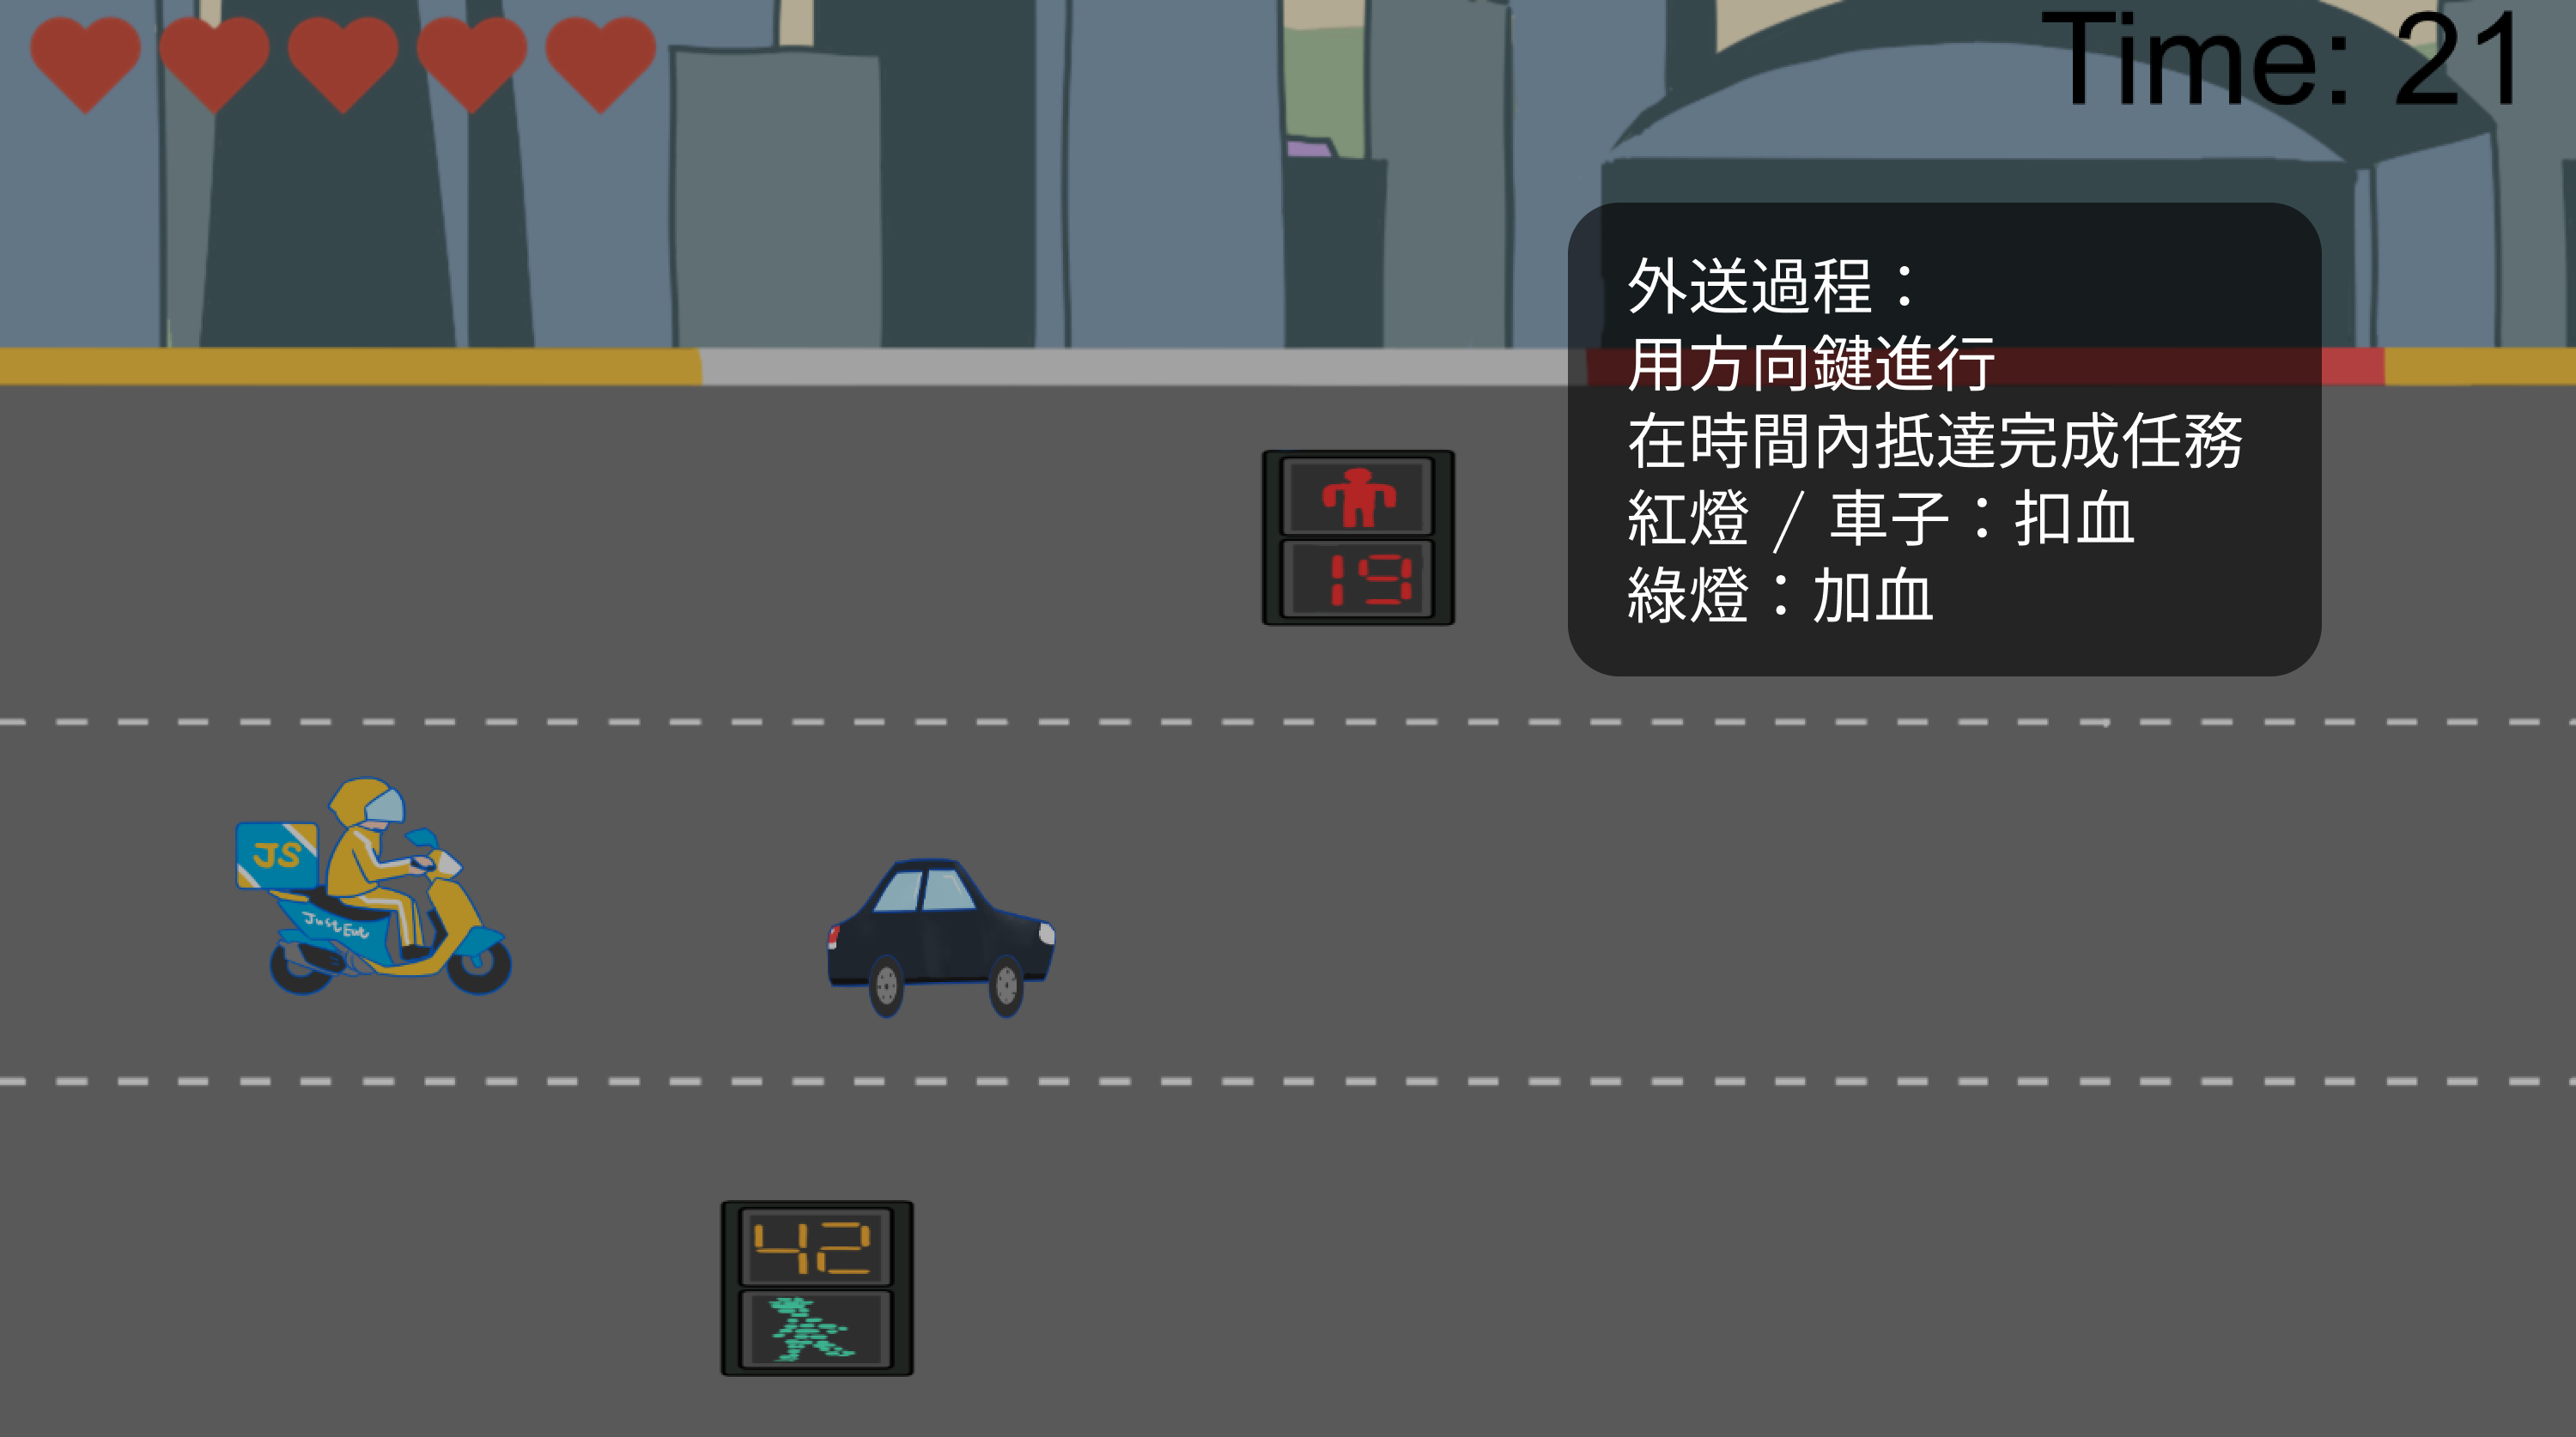 Time: 21
外送過程：
用方向鍵進行
在時間內抵達完成任務
紅燈 / 車子：扣血
綠燈：加血
19
JS
Just Eat
42